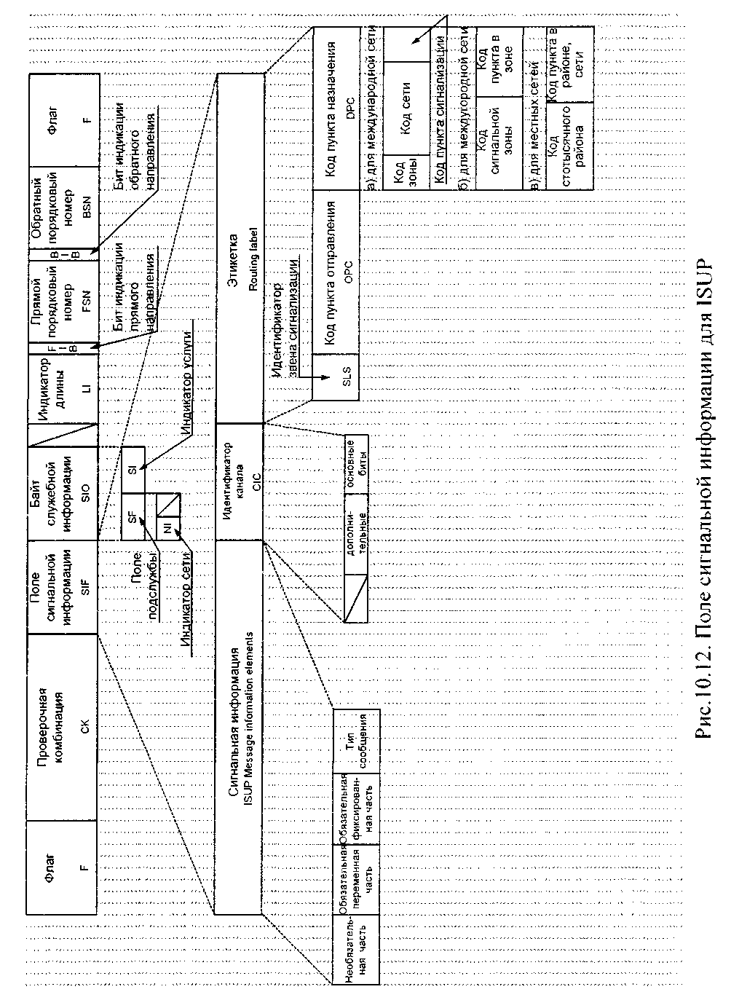 Флаг
F
Проверочная
комбинация
CK
Поле
сигнальной
информации
SIF
Байт
служебной
информации
SIO
Индикатор
длины
LI
F
I
B
Прямой
порядковый
номер
FSN
B
I
B
Обратный
порядковый
номер
BSN
Флаг
F
SF
SI
NI
Поле
подслужбы
Индикатор сети
Индикатор услуги
Бит индикации
прямого
направления
Бит индикации
обратного
направления
Сигнальная информация
ISUP Message information elements
Идентификатор
канала
CIC
Этикетка
Routing label
Необязатель-
ная часть
Обязательная
переменная
часть
Обязательная
фиксирован-
ная часть
Тип
сообщения
дополни-
тельные
основные
биты
Идентификатор
звена сигнализации
SLS
Код пункта отправления
OPC
Код пункта назначения
DPC
а) для международной сети
Код
зоны
Код сети
Код пункта сигнализации
б) для междугородной сети
Код
сигнальной
зоны
Код
пункта в
зоне
в) для местных сетей
Код
стотысячного
района
Код пункта в
районе,
сети
Рис.10.12. Поле сигнальной информации для ISUP